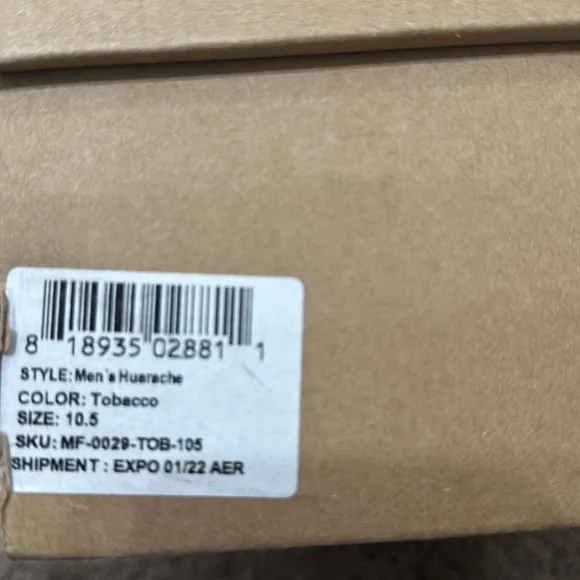 8 18935 02881 1
STYLE: Men's Huarache
COLOR: Tobacco
SIZE: 10.5
SKU: MF-0029-TOB-105
SHIPMENT : EXPO 01/22 AER